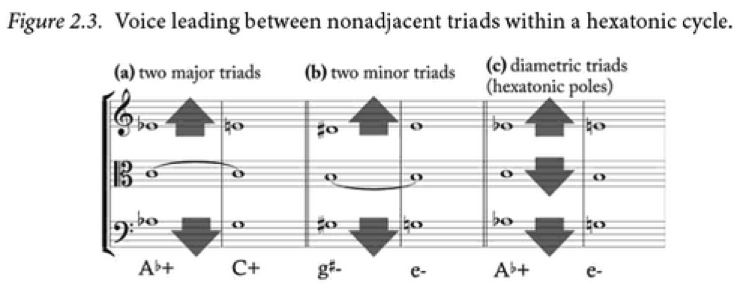 Figure 2.3. Voice leading between nonadjacent triads within a hexatonic cycle.
(a) two major triads
(b) two minor triads
(c) diametric triads
(hexatonic poles)
A♭+ C+ g♯- e- A♭+ e-